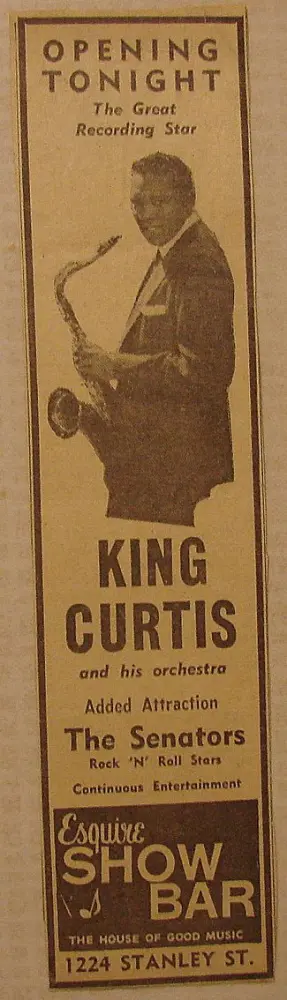 OPENING
TONIGHT
The Great
Recording Star
KING
CURTIS
and his orchestra
Added Attraction
The Senators
Rock 'N' Roll Stars
Continuous Entertainment
Esquire
SHOW
BAR
THE HOUSE OF GOOD MUSIC
1224 STANLEY ST.